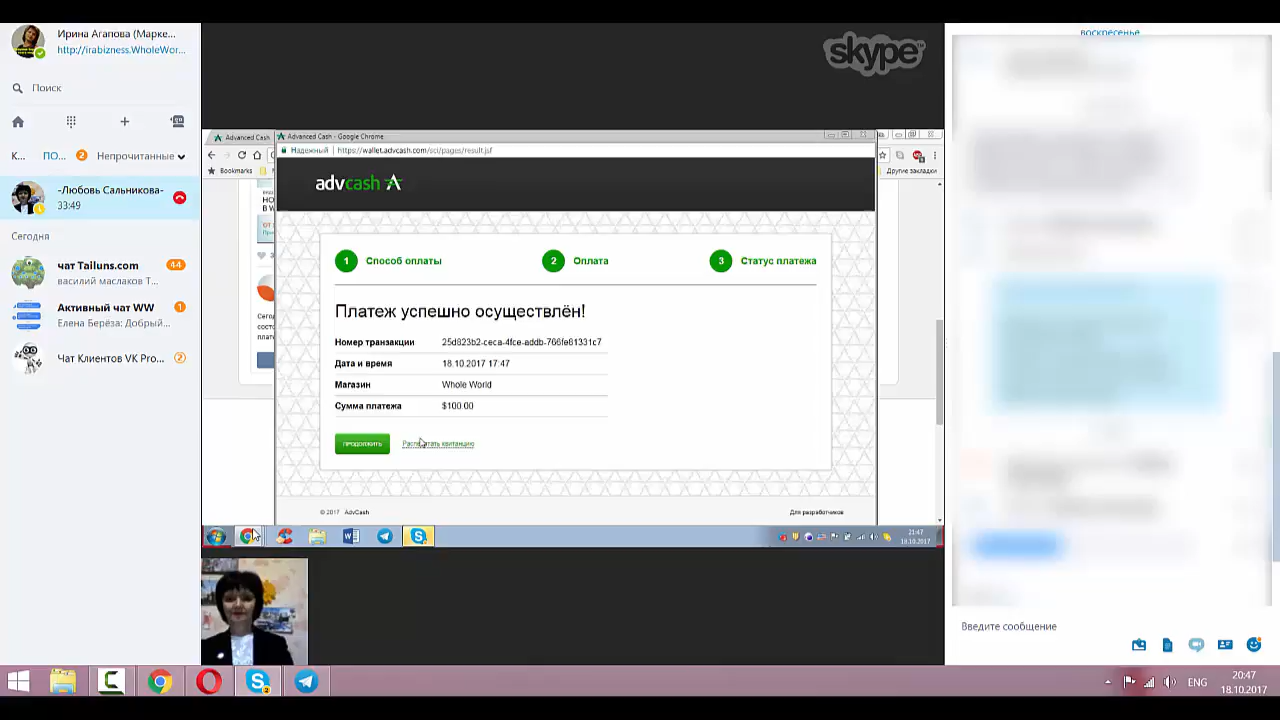 Ирина Агапова (Марке...
http://irabizness.WholeWor...
Поиск
К...
ПО...
2
Непрочитанные
-Любовь Сальникова-
33:49
Сегодня
чат Tailuns.com
44
василий маслаков Т...
Активный чат WW
1
Елена Берёза: Добрый...
Чат Клиентов VK Pro...
2
skype
Advanced Cash
Advanced Cash - Google Chrome
Надежный
https://wallet.advcash.com/sci/pages/result.jsf
Bookmarks
Другие закладки
advcash
1 Способ оплаты
2 Оплата
3 Статус платежа
Платеж успешно осуществлён!
Номер транзакции 25d823b2-ceca-4fce-addb-766fe81331c7
Дата и время 18.10.2017 17:47
Магазин Whole World
Сумма платежа $100.00
ПРОДОЛЖИТЬ
Распечатать квитанцию
© 2017 AdvCash
Для разработчиков
21:47
18.10.2017
воскресенье
Введите сообщение
ENG
20:47
18.10.2017